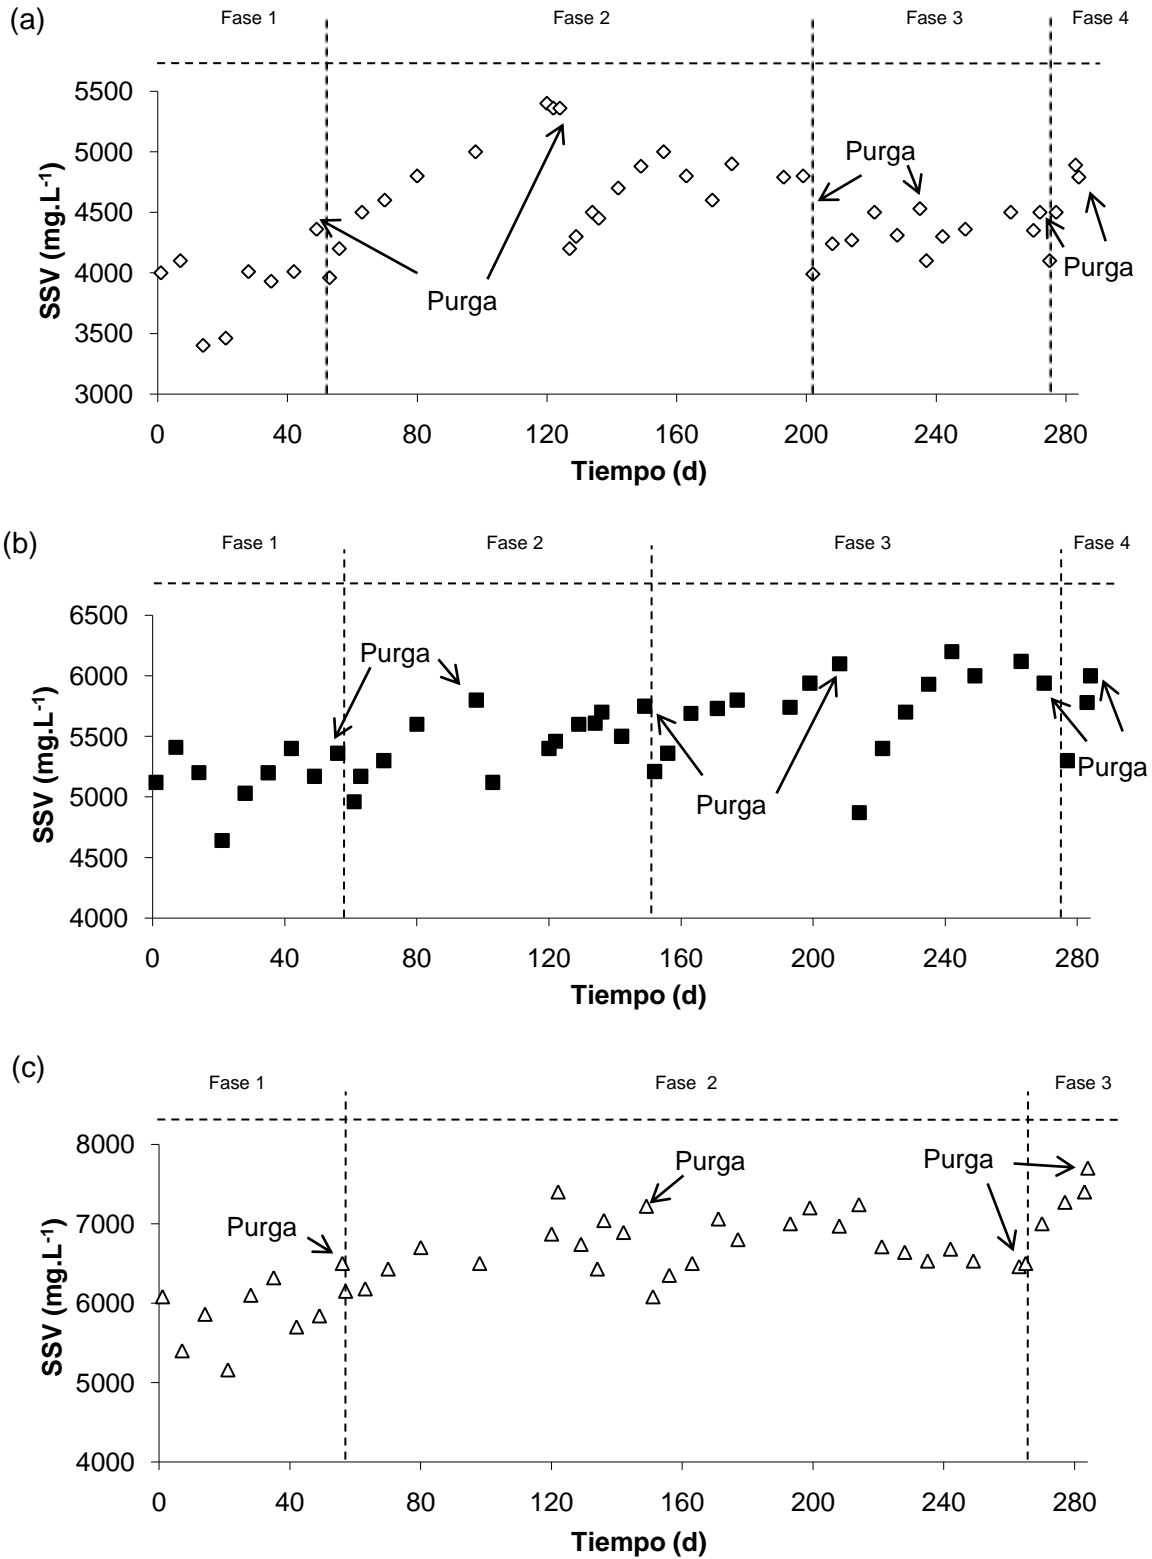 (a)
Fase 1 Fase 2 Fase 3 Fase 4
5500
5000
4500
4000
3500
3000
SSV (mg.L-1)
Purga
Purga
Purga
0 40 80 120 160 200 240 280
Tiempo (d)
(b)
Fase 1 Fase 2 Fase 3 Fase 4
6500
6000
5500
5000
4500
4000
SSV (mg.L-1)
Purga
Purga
Purga
0 40 80 120 160 200 240 280
Tiempo (d)
(c)
Fase 1 Fase 2 Fase 3
8000
7000
6000
5000
4000
SSV (mg.L-1)
Purga
Purga
Purga
0 40 80 120 160 200 240 280
Tiempo (d)